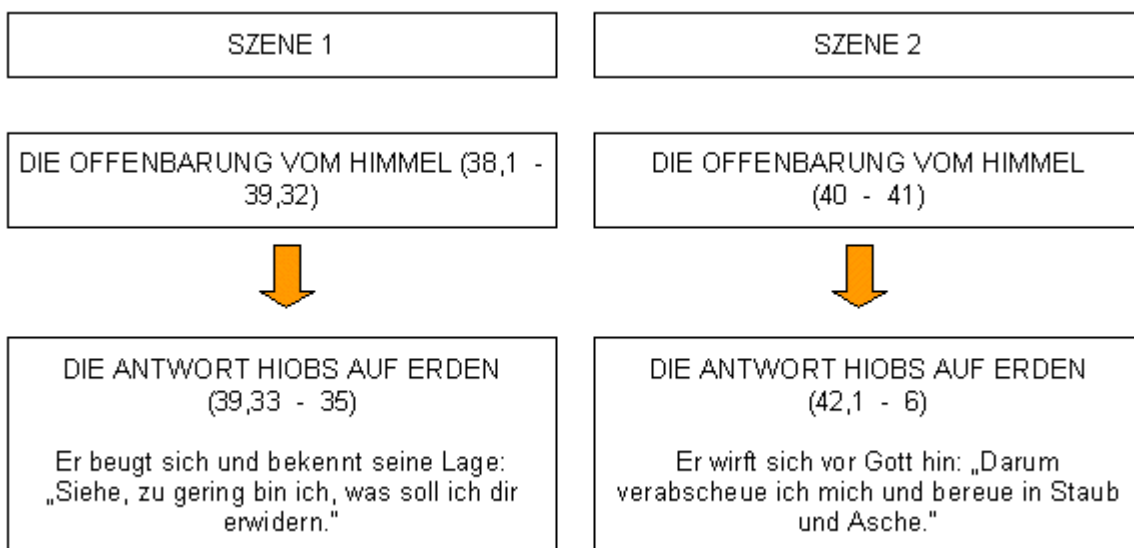 SZENE 1
DIE OFFENBARUNG VOM HIMMEL (38,1 -
39,32)
DIE ANTWORT HIOBS AUF ERDEN
(39,33 - 35)
Er beugt sich und bekennt seine Lage:
„Siehe, zu gering bin ich, was soll ich dir
erwidern."
SZENE 2
DIE OFFENBARUNG VOM HIMMEL
(40 - 41)
DIE ANTWORT HIOBS AUF ERDEN
(42,1 - 6)
Er wirft sich vor Gott hin: „Darum
verabscheue ich mich und bereue in Staub
und Asche."